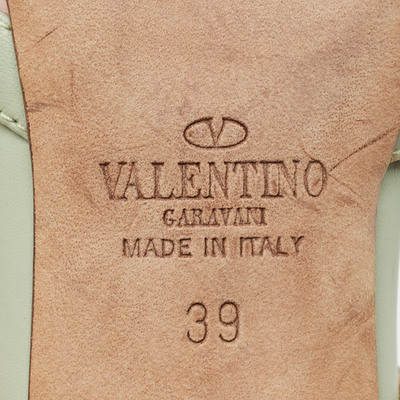 V
VALENTINO
GARAVANI
MADE IN ITALY
39